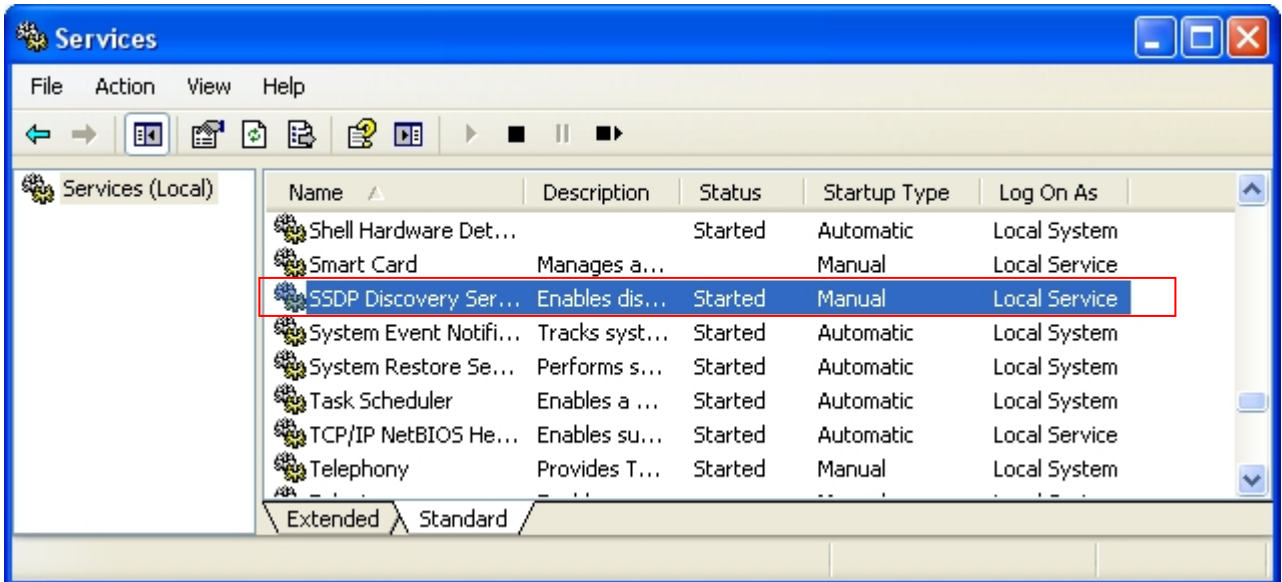 Services
File Action View Help
Services (Local)
Name Description Status Startup Type Log On As
Shell Hardware Det... Started Automatic Local System
Smart Card Manages a... Manual Local Service
SSDP Discovery Ser... Enables dis... Started Manual Local Service
System Event Notifi... Tracks syst... Started Automatic Local System
System Restore Se... Performs s... Started Automatic Local System
Task Scheduler Enables a ... Started Automatic Local System
TCP/IP NetBIOS He... Enables su... Started Automatic Local Service
Telephony Provides T... Started Manual Local System
Extended Standard